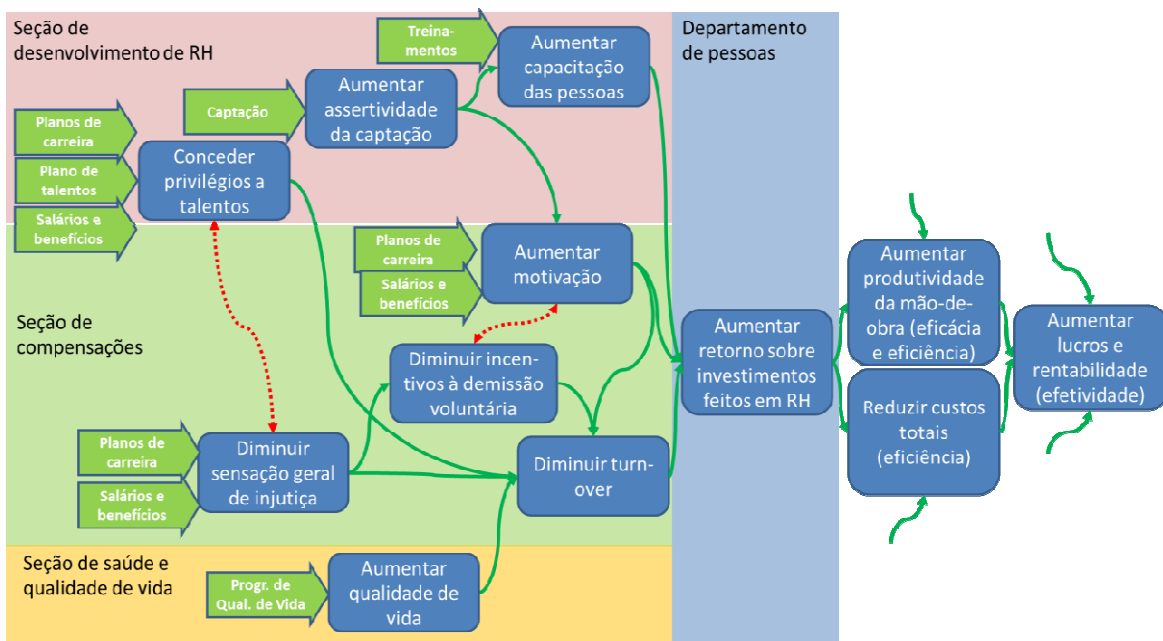 Seção de
desenvolvimento de RH
Treina-
mentos
Aumentar
capacitação
das pessoas
Departamento
de pessoas
Captação
Aumentar
assertividade
da captação
Planos de
carreira
Plano de
talentos
Salários e
benefícios
Conceder
privilégios a
talentos
Seção de
compensações
Planos de
carreira
Salários e
benefícios
Aumentar
motivação
Diminuir incen-
tivos à demissão
voluntária
Planos de
carreira
Salários e
benefícios
Diminuir
sensação geral
de injutiça
Diminuir turn-
over
Aumentar
retorno sobre
investimentos
feitos em RH
Aumentar
produtividade
da mão-de-
obra (eficácia
e eficiência)
Reduzir custos
totais
(eficiência)
Aumentar
lucros e
rentabilidade
(efetividade)
Seção de saúde e
qualidade de vida
Progr. de
Qual. de Vida
Aumentar
qualidade de
vida